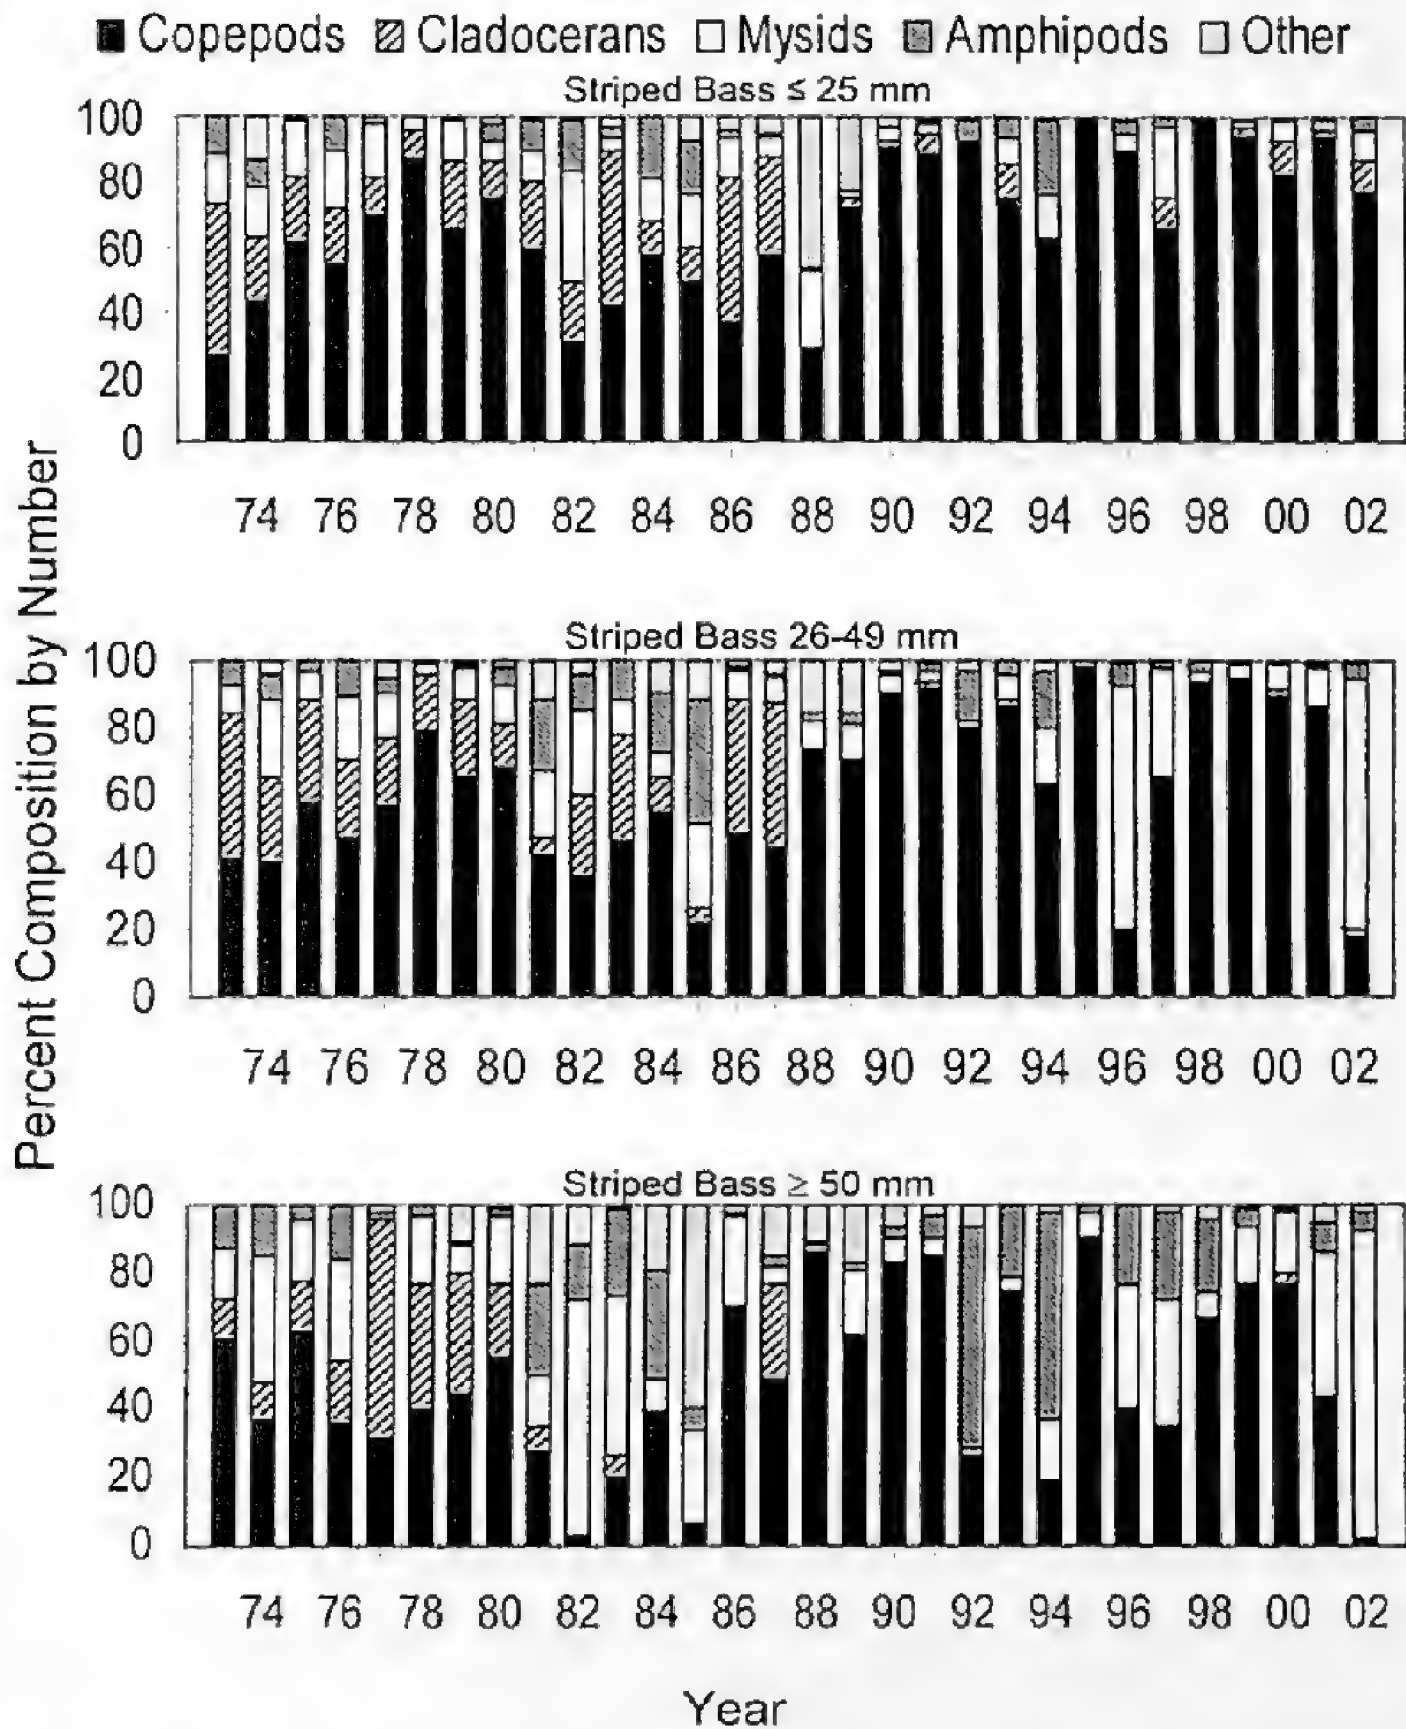 Copepods Cladocerans Mysids Amphipods Other
Striped Bass ≤ 25 mm
100
80
60
40
20
0
74 76 78 80 82 84 86 88 90 92 94 96 98 00 02
Percent Composition by Number
Striped Bass 26-49 mm
100
80
60
40
20
0
74 76 78 80 82 84 86 88 90 92 94 96 98 00 02
Striped Bass ≥ 50 mm
100
80
60
40
20
0
74 76 78 80 82 84 86 88 90 92 94 96 98 00 02
Year